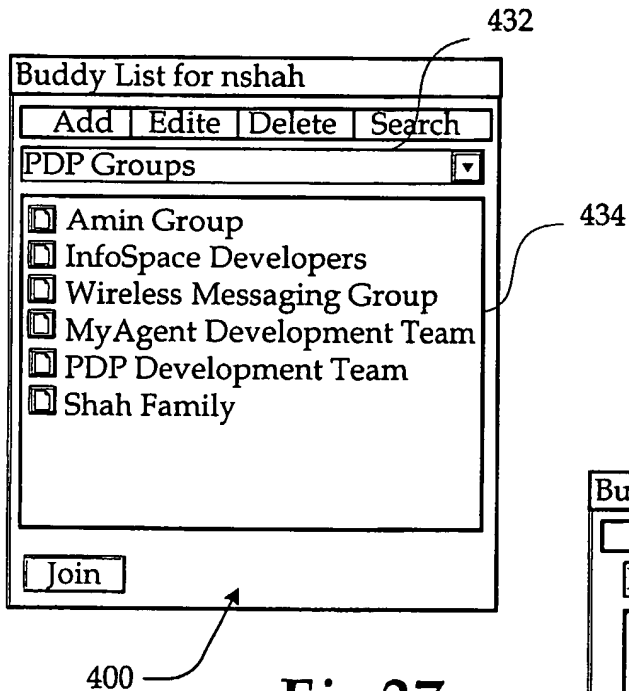 432
Buddy List for nshah
Add Edite Delete Search
PDP Groups
434
Amin Group
InfoSpace Developers
Wireless Messaging Group
MyAgent Development Team
PDP Development Team
Shah Family
Bu
Join
400